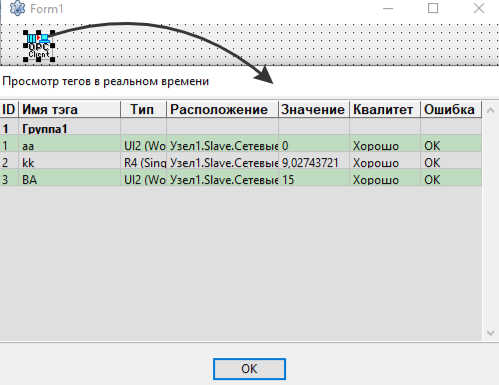 Form1
OPC
Client
Просмотр тегов в реальном времени
ID Имя тэга Тип Расположение Значение Квалитет Ошибка
1 Группа1
1 aa UI2 (Wo Узел1.Slave.Сетевые 0 Хорошо OK
2 kk R4 (Sinc Узел1.Slave.Сетевые 9,02743721 Хорошо OK
3 BA UI2 (Wo Узел1.Slave.Сетевые 15 Хорошо OK
OK